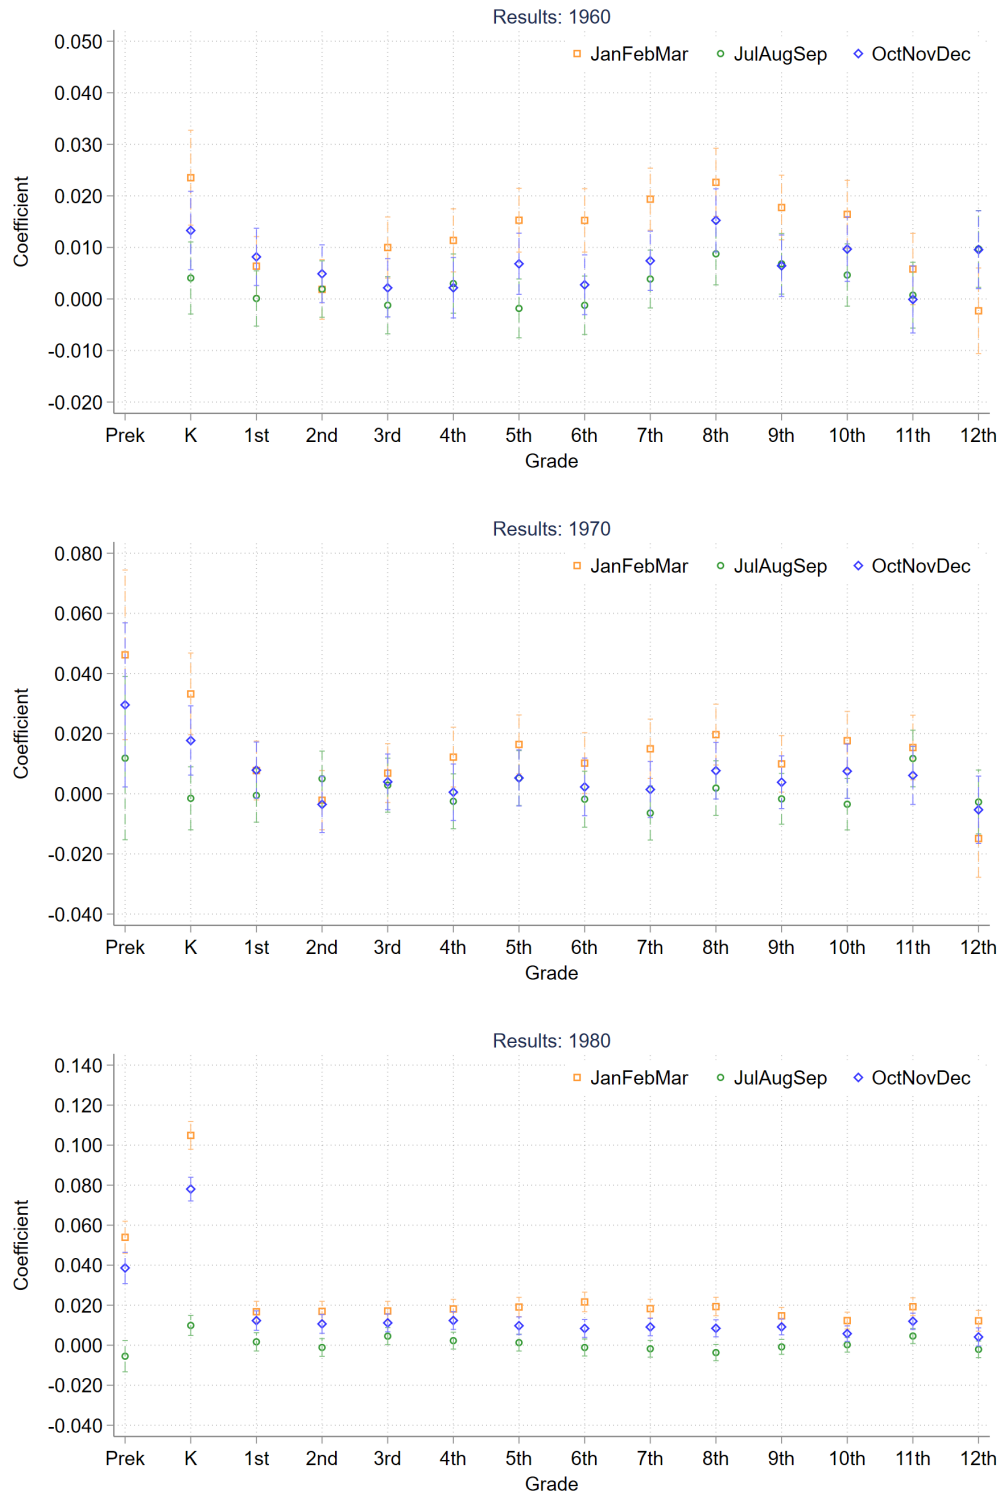 Results: 1960
JanFebMar JulAugSep OctNovDec
Coefficient
0.050
0.040
0.030
0.020
0.010
0.000
-0.010
-0.020
Prek K 1st 2nd 3rd 4th 5th 6th 7th 8th 9th 10th 11th 12th
Grade
Results: 1970
JanFebMar JulAugSep OctNovDec
Coefficient
0.080
0.060
0.040
0.020
0.000
-0.020
-0.040
Prek K 1st 2nd 3rd 4th 5th 6th 7th 8th 9th 10th 11th 12th
Grade
Results: 1980
JanFebMar JulAugSep OctNovDec
Coefficient
0.140
0.120
0.100
0.080
0.060
0.040
0.020
0.000
-0.020
-0.040
Prek K 1st 2nd 3rd 4th 5th 6th 7th 8th 9th 10th 11th 12th
Grade